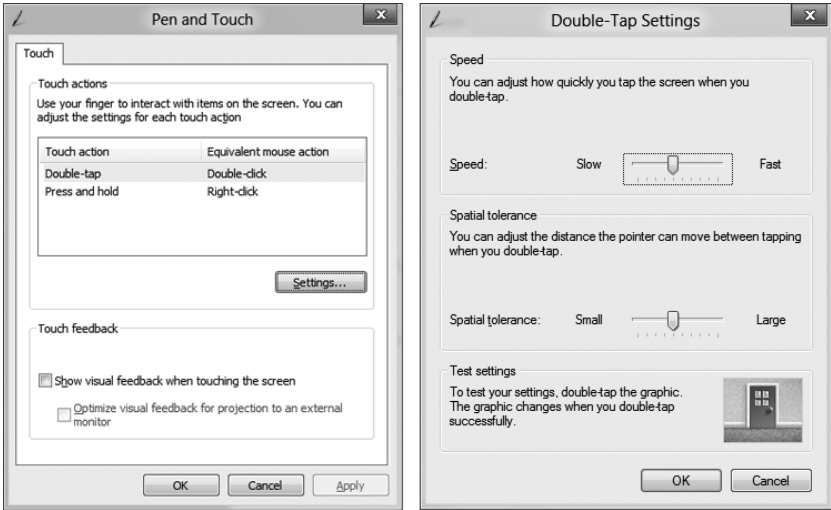 Pen and Touch
x
Touch
Touch actions
Use your finger to interact with items on the screen. You can
adjust the settings for each touch action
Touch action Equivalent mouse action
Double-tap Double-click
Press and hold Right-click
Settings...
Touch feedback
Show visual feedback when touching the screen
Optimize visual feedback for projection to an external
monitor
OK Cancel Apply
Double-Tap Settings
x
Speed
You can adjust how quickly you tap the screen when you
double-tap.
Speed: Slow Fast
Spatial tolerance
You can adjust the distance the pointer can move between tapping
when you double-tap.
Spatial tolerance: Small Large
Test settings
To test your settings, double-tap the graphic.
The graphic changes when you double-tap
successfully.
OK Cancel